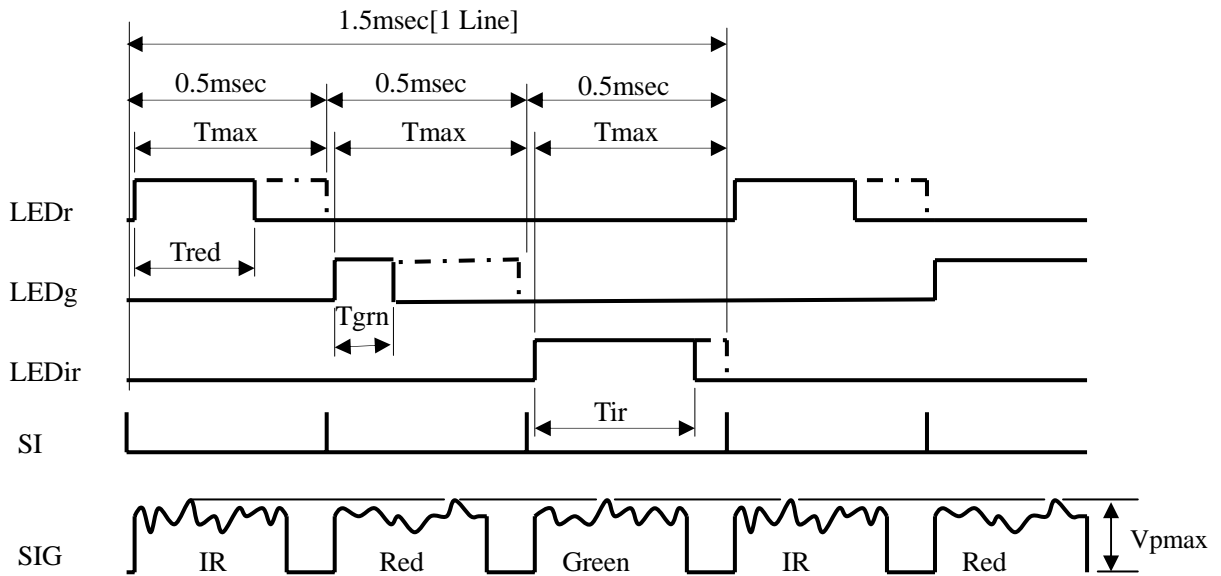 1.5msec[1 Line]
0.5msec 0.5msec 0.5msec
Tmax Tmax Tmax
LEDr
Tred
LEDg
Tgrn
LEDir
Tir
SI
SIG IR Red Green IR Red Vpmax